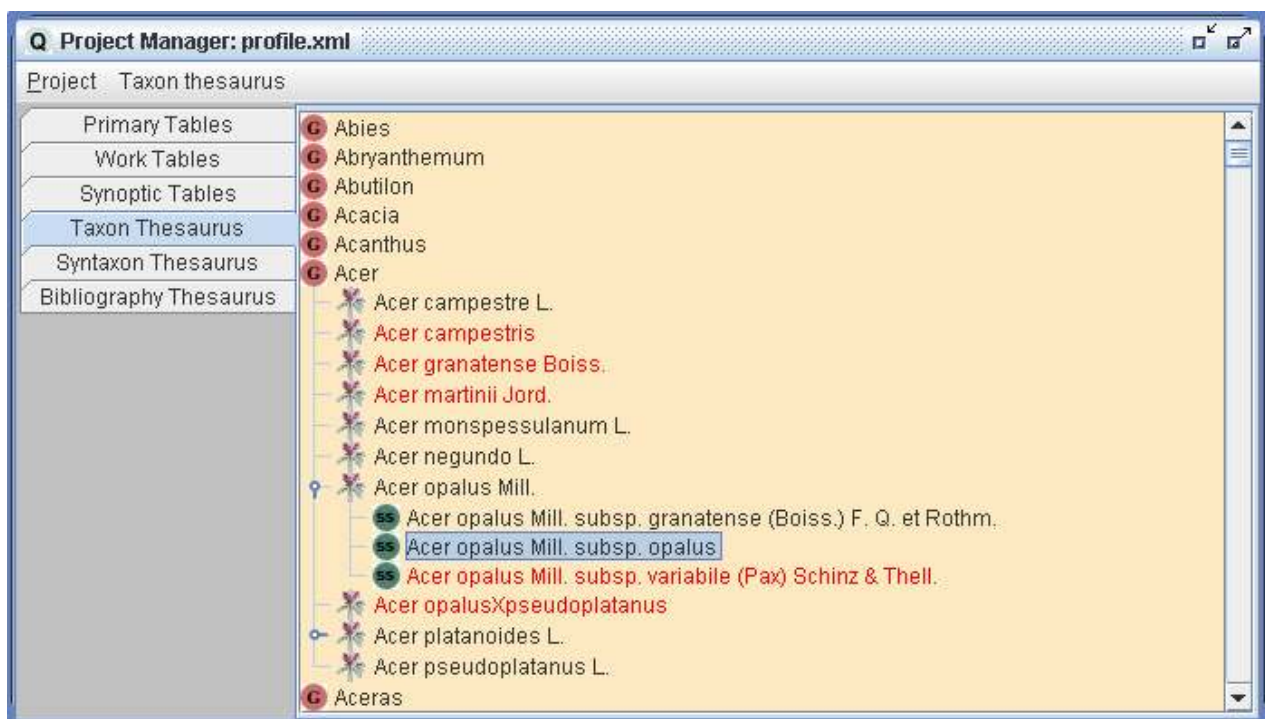 Q Project Manager: profile.xml
Project Taxon thesaurus
Primary Tables
Work Tables
Synoptic Tables
Taxon Thesaurus
Syntaxon Thesaurus
Bibliography Thesaurus
G Abies
G Abryanthemum
G Abutilon
G Acacia
G Acanthus
G Acer
Acer campestre L.
Acer campestris
Acer granatense Boiss.
Acer martinii Jord.
Acer monspessulanum L.
Acer negundo L.
Acer opalus Mill.
SS Acer opalus Mill. subsp. granatense (Boiss.) F. Q. et Rothm.
SS Acer opalus Mill. subsp. opalus
SS Acer opalus Mill. subsp. variabile (Pax) Schinz & Thell.
Acer opalusXpseudoplatanus
Acer platanoides L.
Acer pseudoplatanus L.
G Aceras